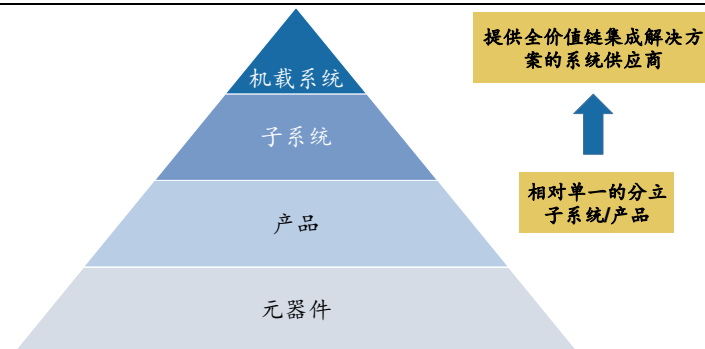 机载系统
子系统
产品
元器件
提供全价值链集成解决方
案的系统供应商
相对单一的分立
子系统/产品